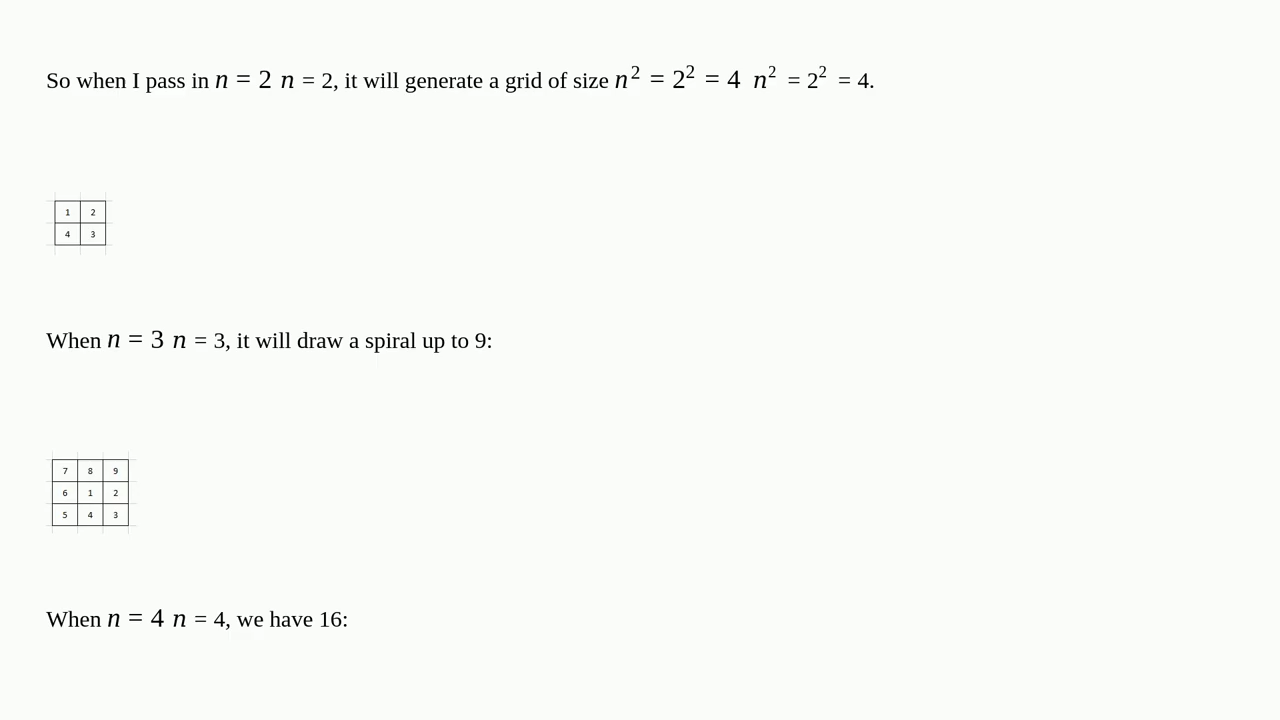 So when I pass in n = 2 n = 2, it will generate a grid of size n² = 2² = 4 n² = 2² = 4.
1 2
4 3
When n = 3 n = 3, it will draw a spiral up to 9:
7 8 9
6 1 2
5 4 3
When n = 4 n = 4, we have 16: